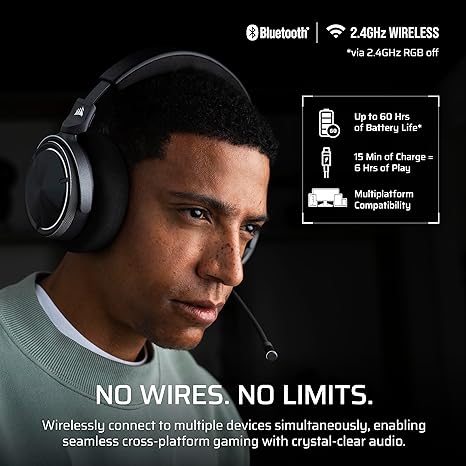 Bluetooth® | 2.4GHz WIRELESS
*via 2.4GHz RGB off
Up to 60 Hrs
of Battery Life*
60
15 Min of Charge =
6 Hrs of Play
Multiplatform
Compatibility
NO WIRES. NO LIMITS.
Wirelessly connect to multiple devices simultaneously, enabling
seamless cross-platform gaming with crystal-clear audio.